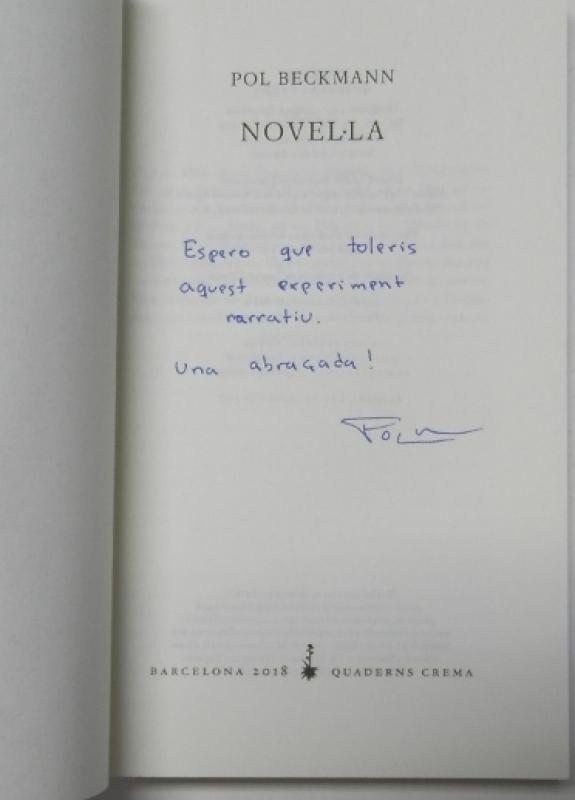 POL BECKMANN
NOVEL·LA
Espero que toleris
aquest experiment
narratiu.
Una abraçada!
Pol
BARCELONA 2018 QUADERNS CREMA